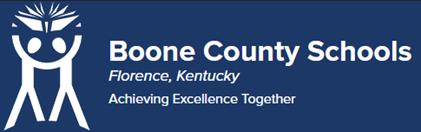 Boone County Schools
Florence, Kentucky
Achieving Excellence Together